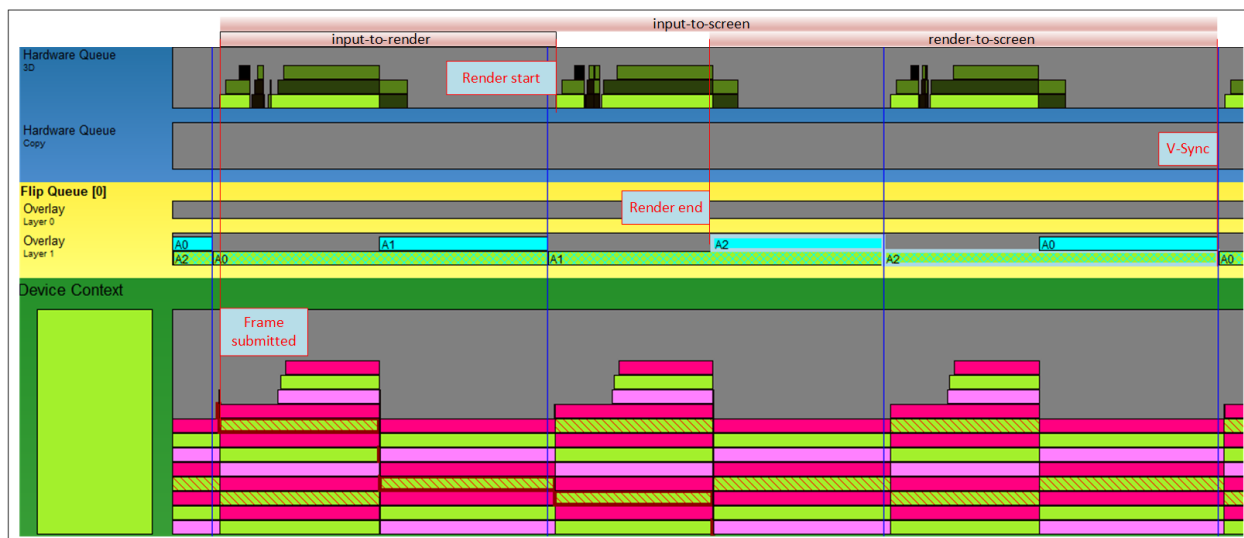 input-to-screen
input-to-render
render-to-screen
Hardware Queue
3D
Render start
Hardware Queue
Copy
V-Sync
Flip Queue [0]
Overlay
Layer 0
Render end
Overlay
Layer 1
A0
A1
A2
A0
A2
A0
A1
A2
A0
Device Context
Frame
submitted